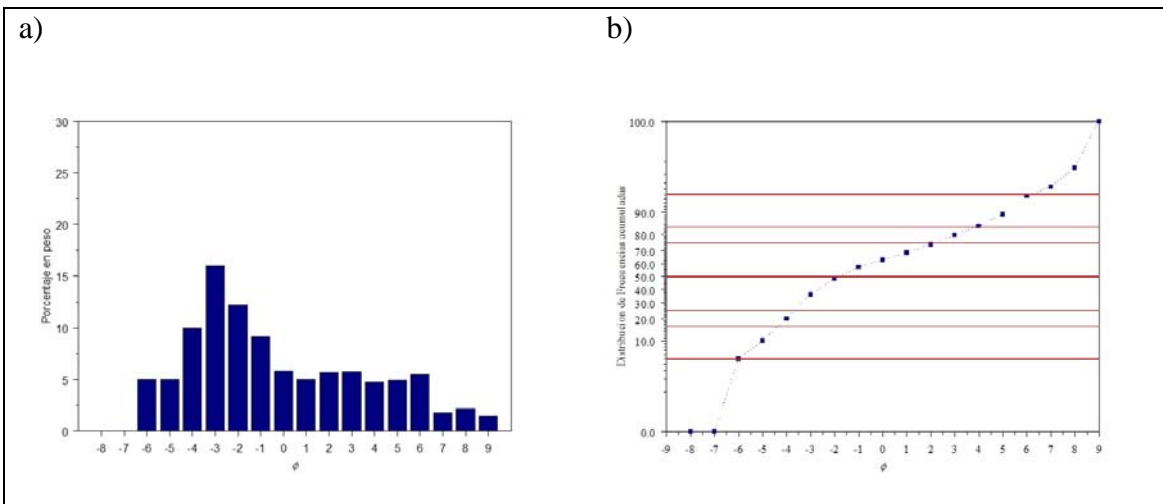 a)
b)
30
25
20
15
10
5
0
Porcentaje en peso
-8 -7 -6 -5 -4 -3 -2 -1 0 1 2 3 4 5 6 7 8 9
φ
100.0
90.0
80.0
70.0
60.0
50.0
40.0
30.0
20.0
10.0
0.0
Distribucion de Frecuencias acumuladas
-9 -8 -7 -6 -5 -4 -3 -2 -1 0 1 2 3 4 5 6 7 8 9
φ